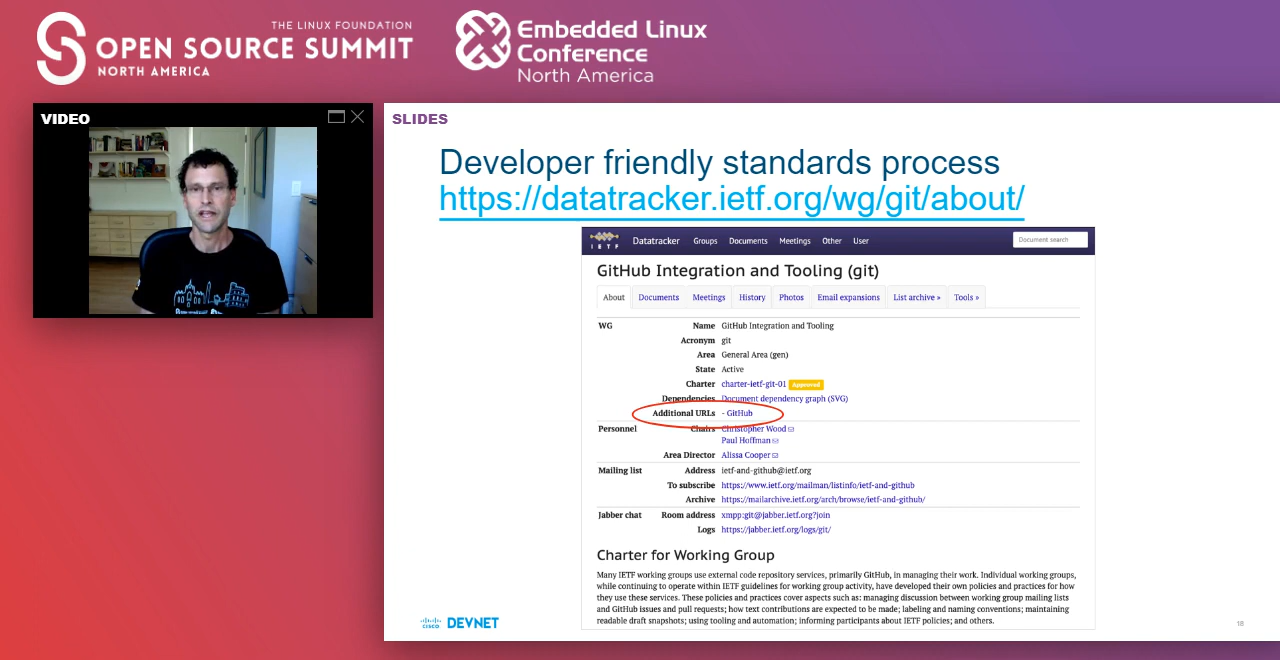 THE LINUX FOUNDATION
OPEN SOURCE SUMMIT
NORTH AMERICA
Embedded Linux
Conference
North America
VIDEO
SLIDES
Developer friendly standards process
https://datatracker.ietf.org/wg/git/about/
IETF Datatracker Groups Documents Meetings Other User Document search
GitHub Integration and Tooling (git)
About Documents Meetings History Photos Email expansions List archive » Tools »
WG Name GitHub Integration and Tooling
Acronym git
Area General Area (gen)
State Active
Charter charter-ietf-git-01 Approved
Dependencies Document dependency graph (SVG)
Additional URLs - GitHub
Personnel Chairs Christopher Wood
Paul Hoffman
Area Director Alissa Cooper
Mailing list Address ietf-and-github@ietf.org
To subscribe https://www.ietf.org/mailman/listinfo/ietf-and-github
Archive https://mailarchive.ietf.org/arch/browse/ietf-and-github/
Jabber chat Room address xmpp:git@jabber.ietf.org?join
Logs https://jabber.ietf.org/logs/git/
Charter for Working Group
Many IETF working groups use external code repository services, primarily GitHub, in managing their work. Individual working groups,
while continuing to operate within IETF guidelines for working group activity, have developed their own policies and practices for how
they use these services. These policies and practices cover aspects such as: managing discussion between working group mailing lists
and GitHub issues and pull requests; how text contributions are expected to be made; labeling and naming conventions; maintaining
readable draft snapshots; using tooling and automation; informing participants about IETF policies; and others.
CISCO DEVNET
18